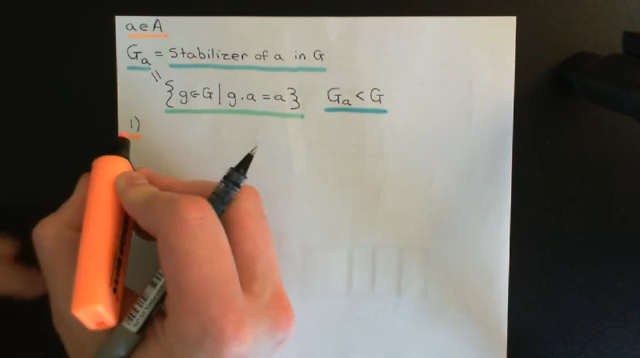 a∈A
Gₐ = Stabilizer of a in G
= {g∈G | g.a = a} Gₐ < G
1)